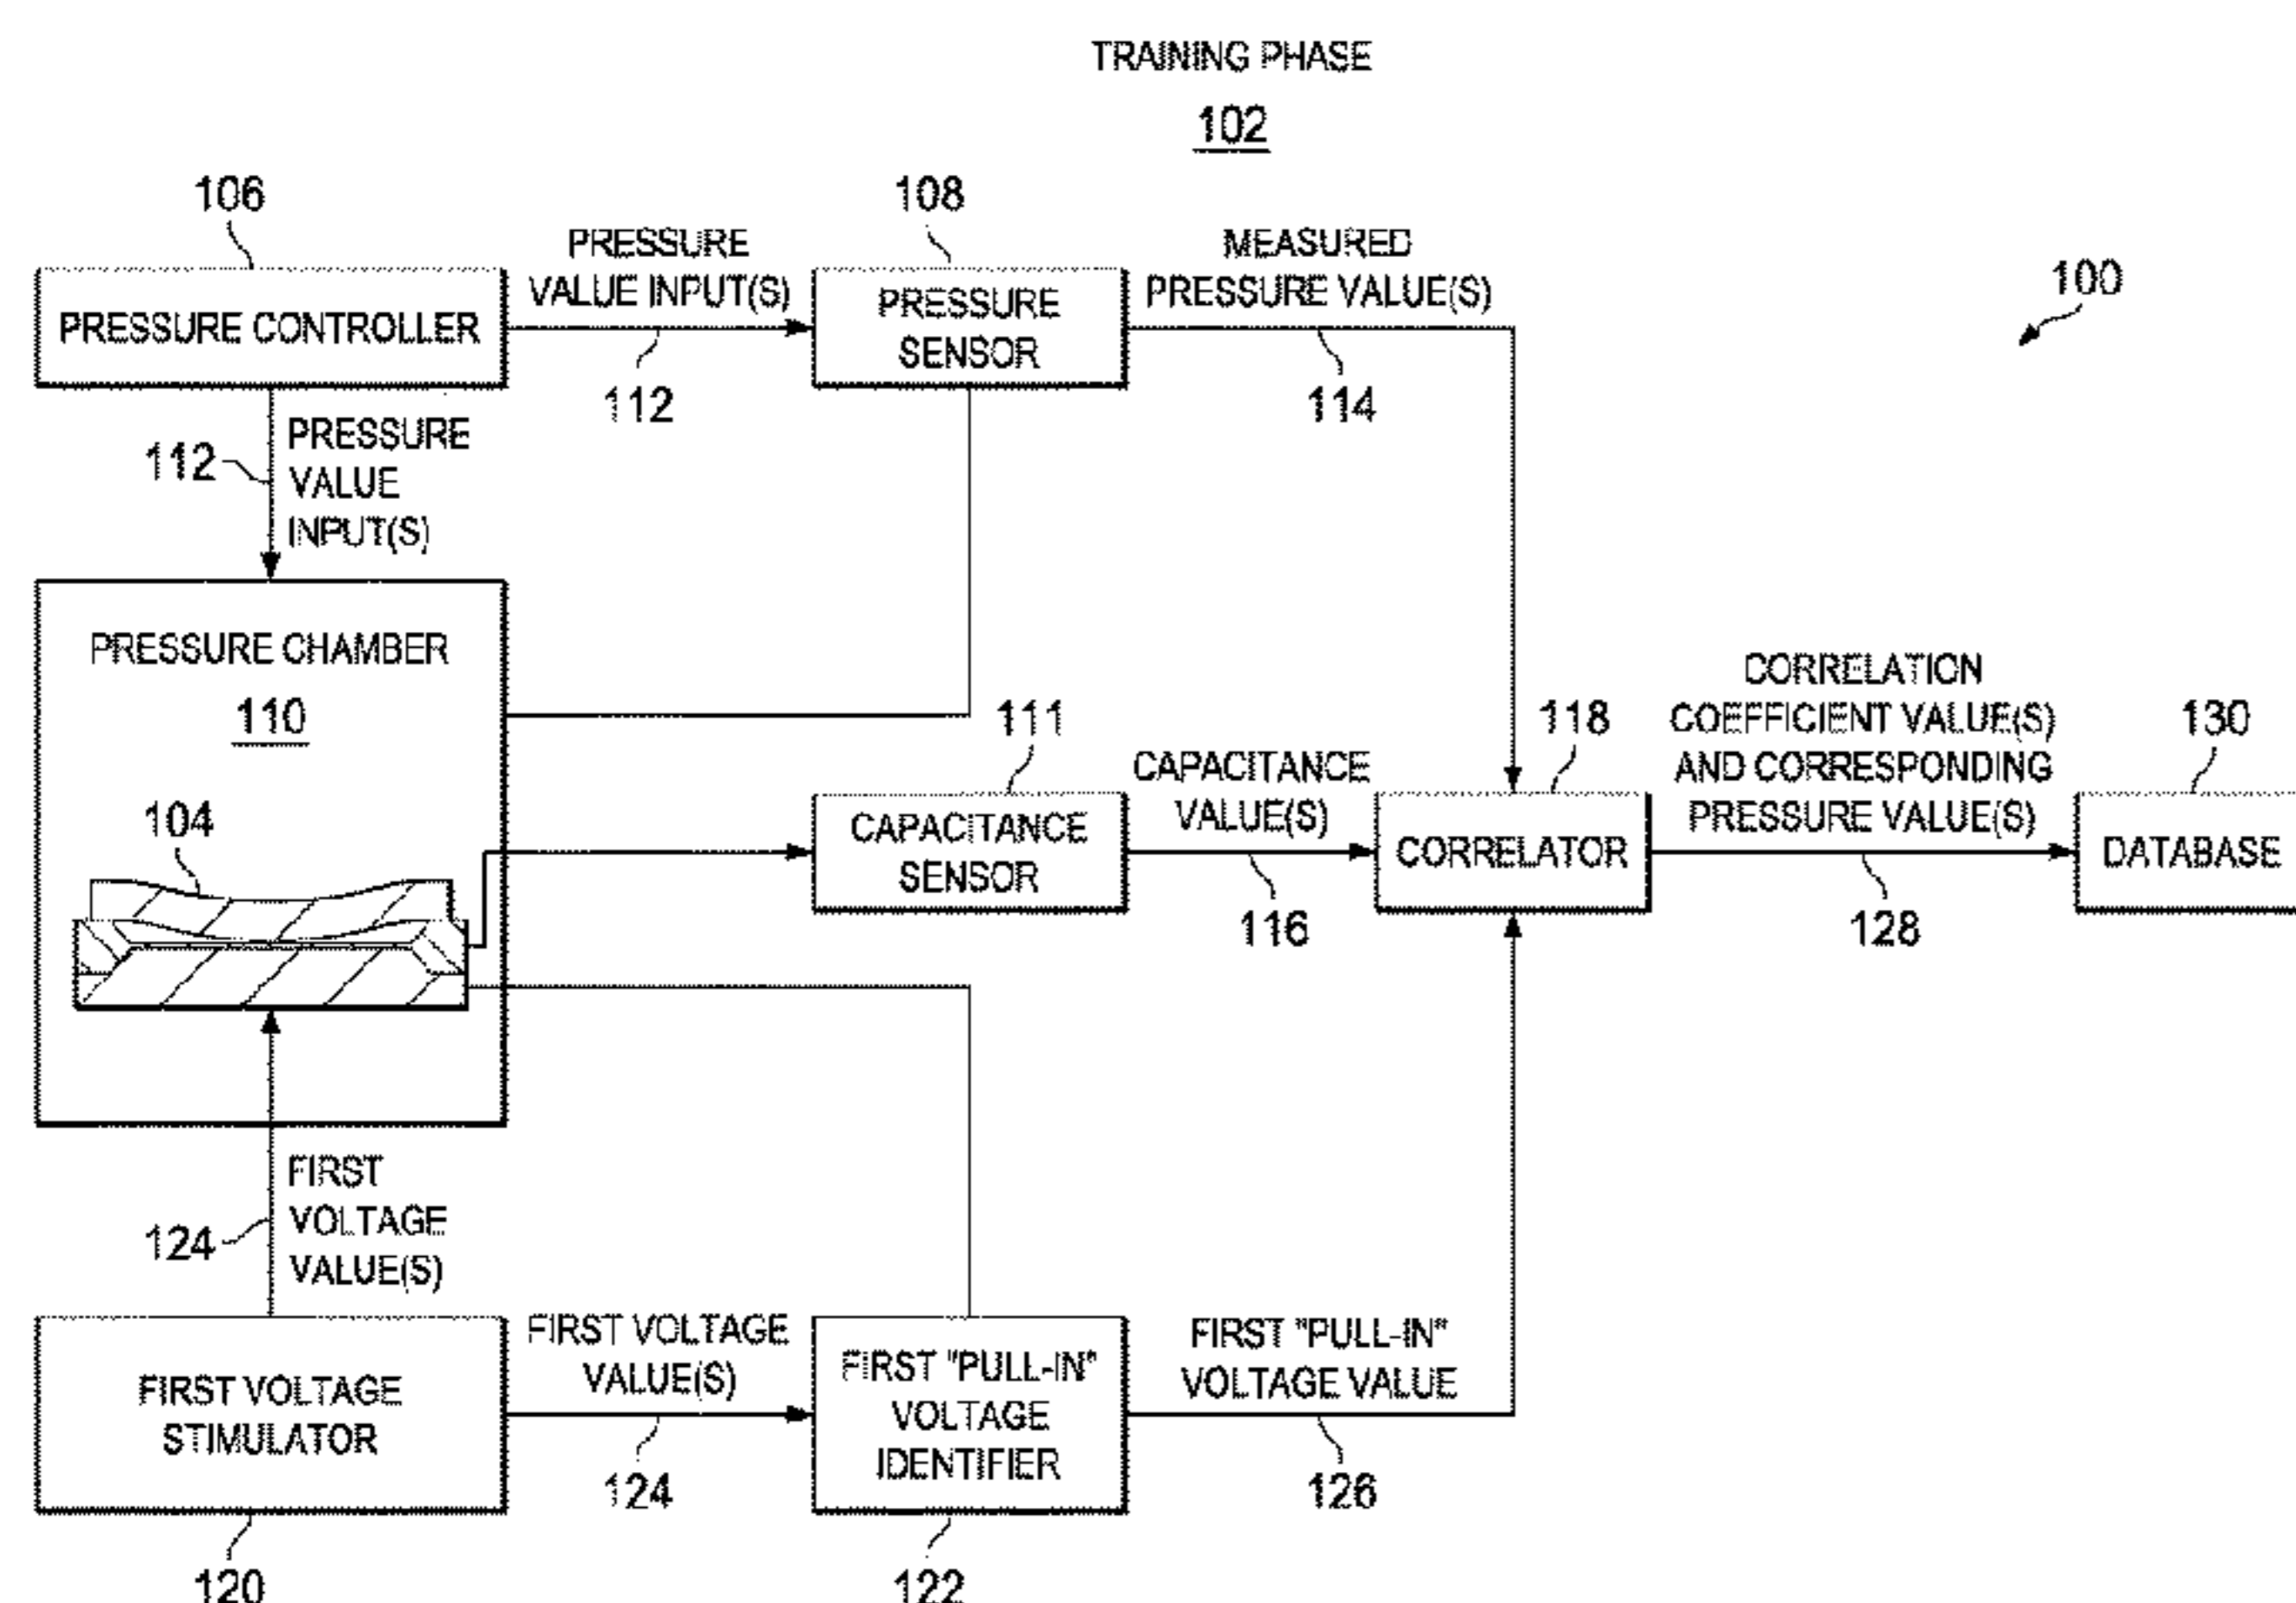 TRAINING PHASE
102
100
106
PRESSURE CONTROLLER
PRESSURE
VALUE INPUT(S)
112
108
PRESSURE
SENSOR
MEASURED
PRESSURE VALUE(S)
114
112
PRESSURE
VALUE
INPUT(S)
PRESSURE CHAMBER
110
104
111
CAPACITANCE
SENSOR
CAPACITANCE
VALUE(S)
116
118
CORRELATOR
CORRELATION
COEFFICIENT VALUE(S)
AND CORRESPONDING
PRESSURE VALUE(S)
128
130
DATABASE
124
FIRST
VOLTAGE
VALUE(S)
FIRST VOLTAGE
STIMULATOR
120
FIRST VOLTAGE
VALUE(S)
124
FIRST "PULL-IN"
VOLTAGE
IDENTIFIER
122
FIRST "PULL-IN"
VOLTAGE VALUE
126